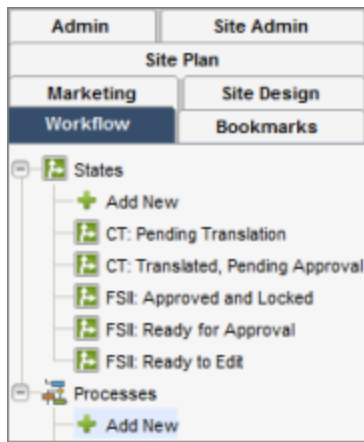 Admin Site Admin
Site Plan
Marketing Site Design
Workflow Bookmarks
States
Add New
CT: Pending Translation
CT: Translated, Pending Approval
FSII: Approved and Locked
FSII: Ready for Approval
FSII: Ready to Edit
Processes
Add New